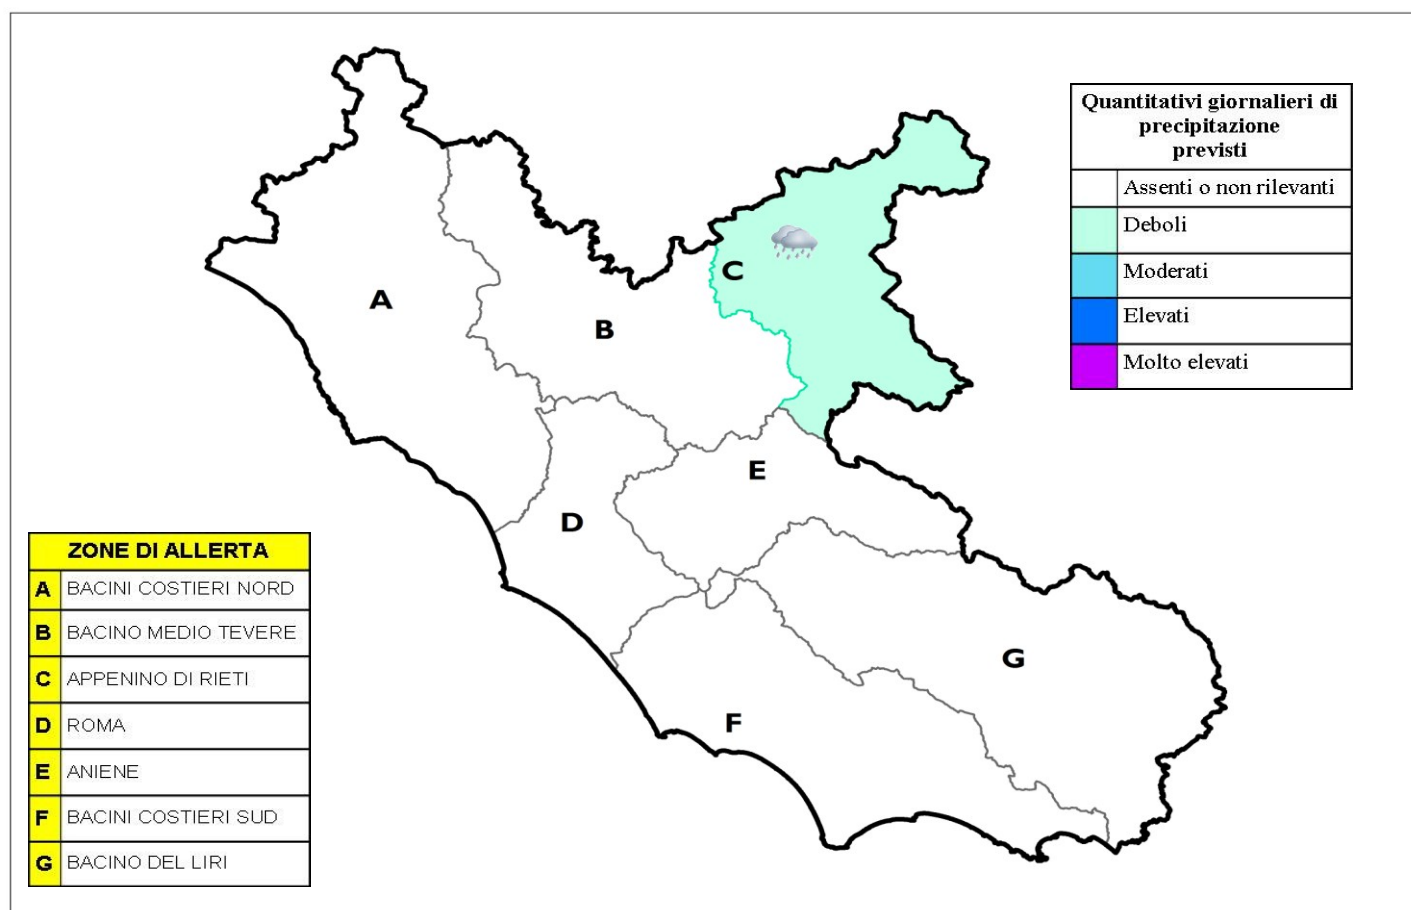 Quantitativi giornalieri di
precipitazione
previsti
Assenti o non rilevanti
Deboli
Moderati
Elevati
Molto elevati
A
B
C
D
E
F
G
ZONE DI ALLERTA
A BACINI COSTIERI NORD
B BACINO MEDIO TEVERE
C APPENINO DI RIETI
D ROMA
E ANIENE
F BACINI COSTIERI SUD
G BACINO DEL LIRI